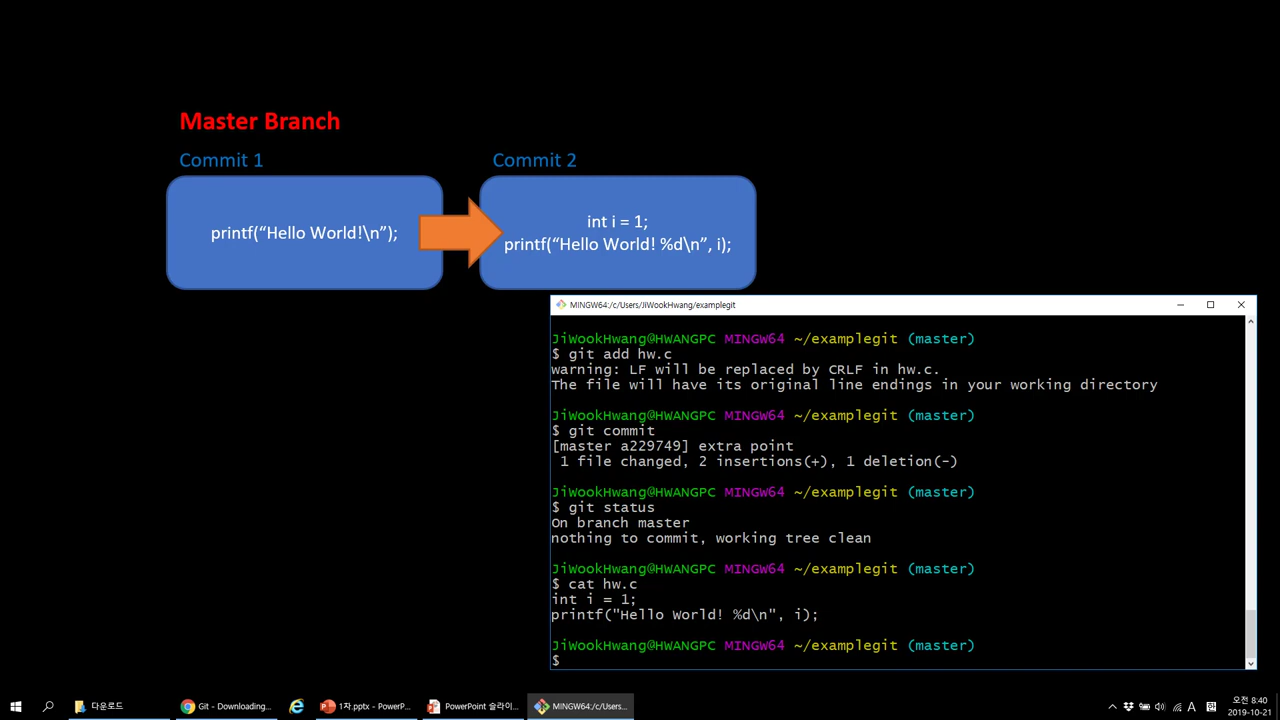 Master Branch
Commit 1
Commit 2
printf(“Hello World!\n”);
int i = 1;
printf(“Hello World! %d\n”, i);
MINGW64:/c/Users/JiWookHwang/examplegit
JiWookHwang@HWANGPC MINGW64 ~/examplegit (master)
$ git add hw.c
warning: LF will be replaced by CRLF in hw.c.
The file will have its original line endings in your working directory
JiWookHwang@HWANGPC MINGW64 ~/examplegit (master)
$ git commit
[master a229749] extra point
1 file changed, 2 insertions(+), 1 deletion(-)
JiWookHwang@HWANGPC MINGW64 ~/examplegit (master)
$ git status
On branch master
nothing to commit, working tree clean
JiWookHwang@HWANGPC MINGW64 ~/examplegit (master)
$ cat hw.c
int i = 1;
printf("Hello World! %d\n", i);
JiWookHwang@HWANGPC MINGW64 ~/examplegit (master)
$
다운로드
Git - Downloading...
1차.pptx - PowerP...
PowerPoint 슬라이...
MINGW64:/c/Users...
A
오전 8:40
2019-10-21